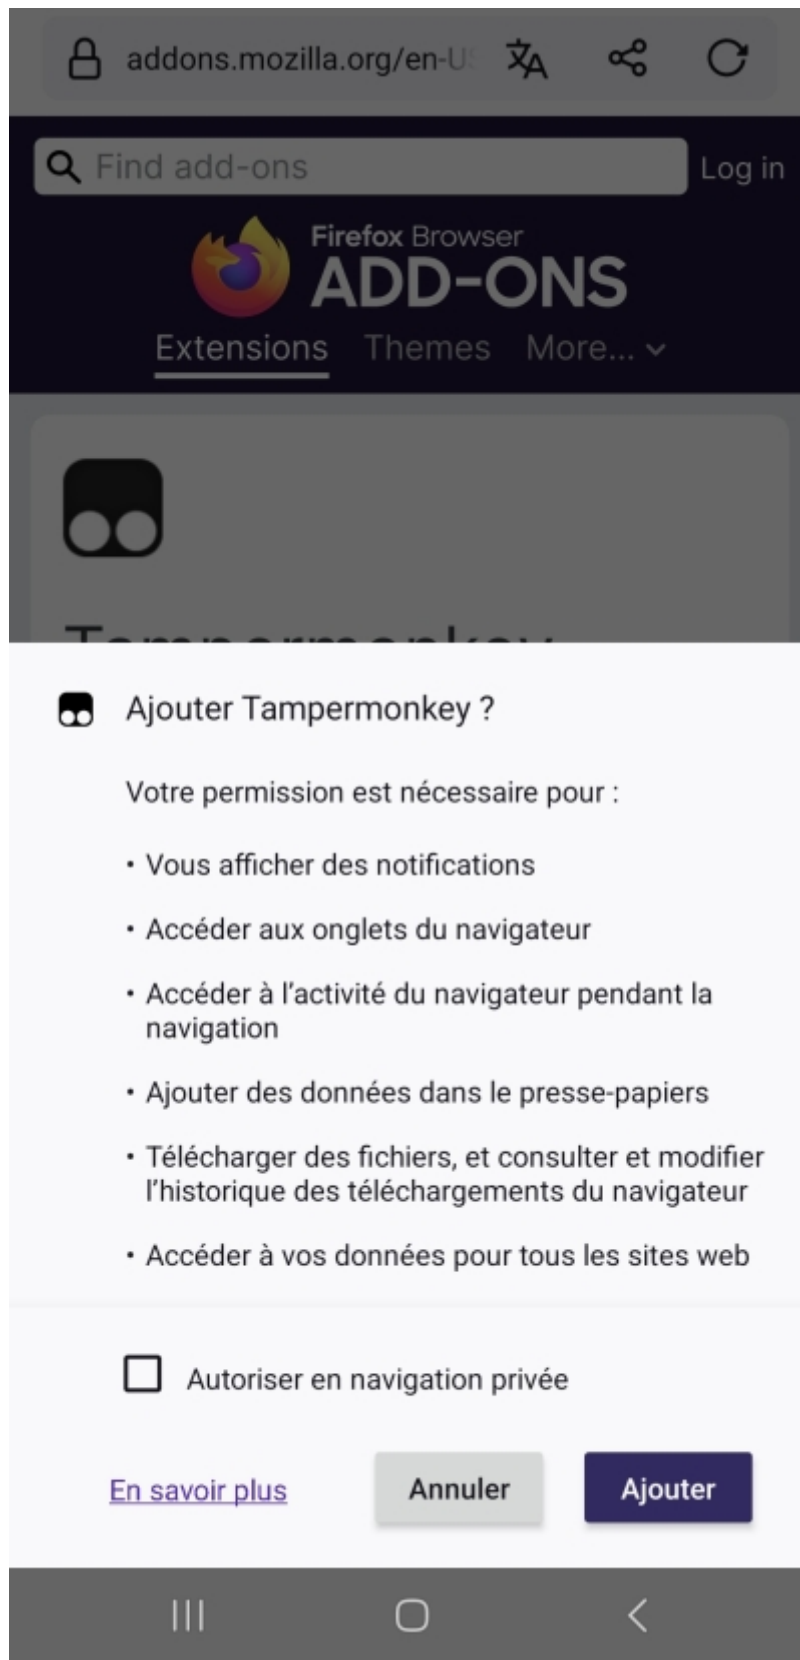 addons.mozilla.org/en-US
Find add-ons
Log in
Firefox Browser
ADD-ONS
Extensions Themes More...
Tampermonkey
Ajouter Tampermonkey ?
Votre permission est nécessaire pour :
• Vous afficher des notifications
• Accéder aux onglets du navigateur
• Accéder à l’activité du navigateur pendant la
navigation
• Ajouter des données dans le presse-papiers
• Télécharger des fichiers, et consulter et modifier
l’historique des téléchargements du navigateur
• Accéder à vos données pour tous les sites web
Autoriser en navigation privée
En savoir plus
Annuler
Ajouter